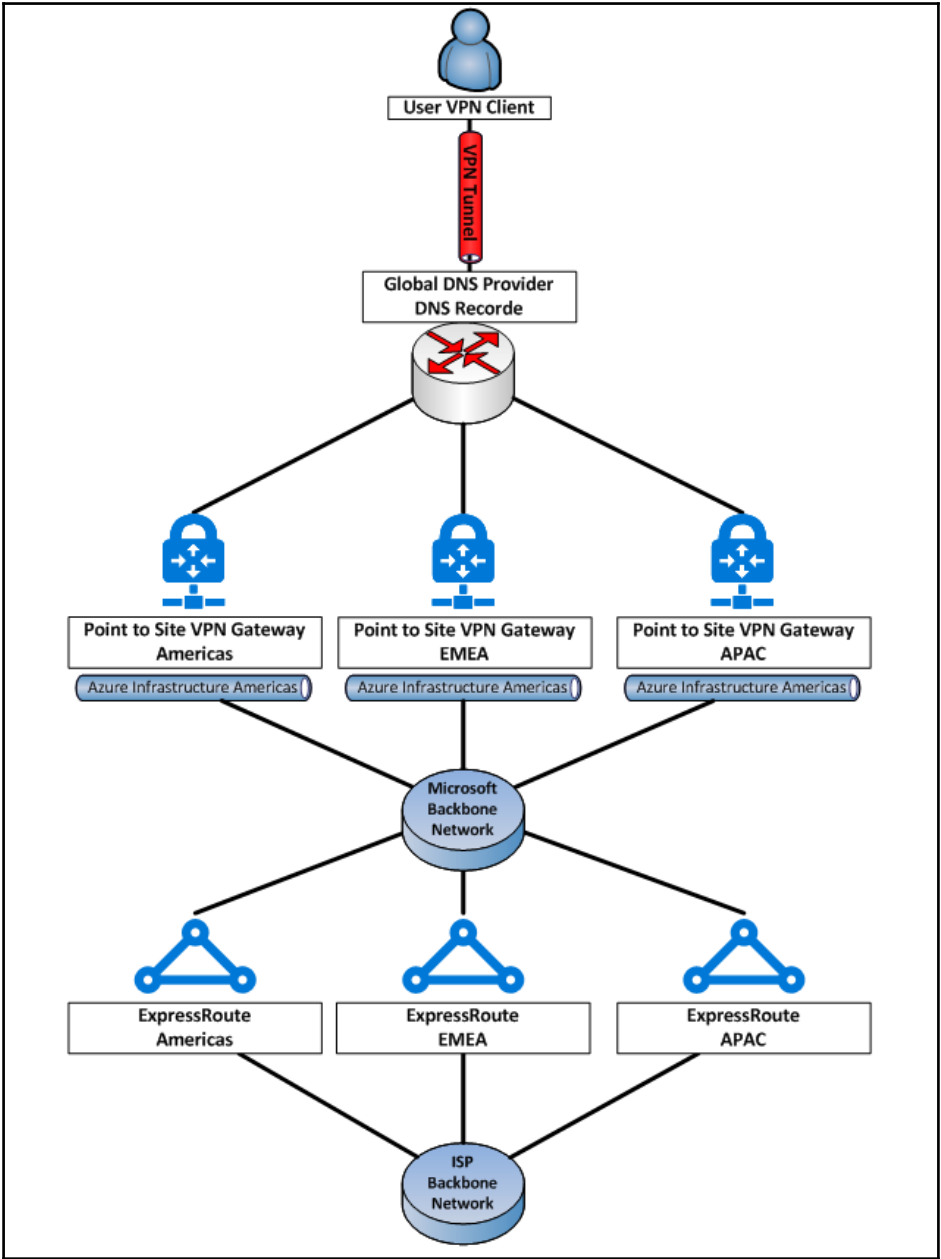 User VPN Client
VPN Tunnel
Global DNS Provider
DNS Recorde
Point to Site VPN Gateway
Americas
Point to Site VPN Gateway
EMEA
Point to Site VPN Gateway
APAC
Azure Infrastructure Americas
Azure Infrastructure Americas
Azure Infrastructure Americas
Microsoft
Backbone
Network
ExpressRoute
Americas
ExpressRoute
EMEA
ExpressRoute
APAC
ISP
Backbone
Network